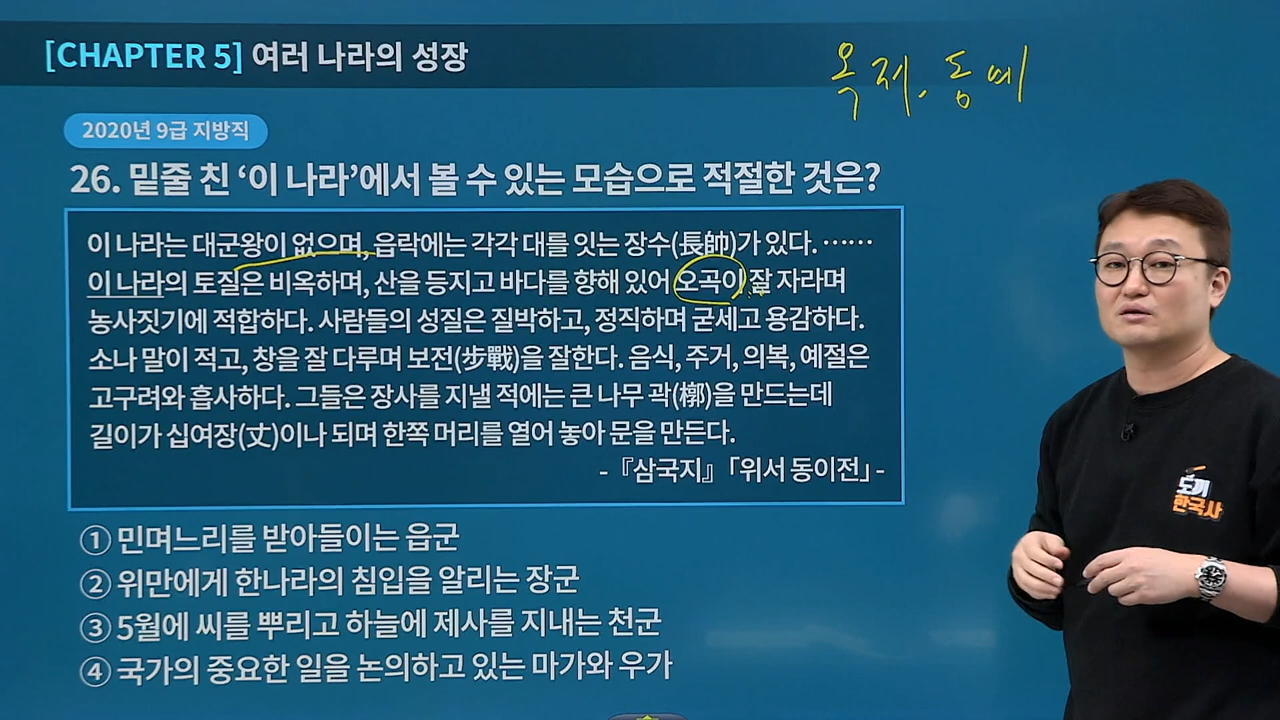 [CHAPTER 5] 여러 나라의 성장
옥저, 동예
2020년 9급 지방직
26. 밑줄 친 ‘이 나라’에서 볼 수 있는 모습으로 적절한 것은?
이 나라는 대군왕이 없으며, 읍락에는 각각 대를 잇는 장수(長帥)가 있다. ……
이 나라의 토질은 비옥하며, 산을 등지고 바다를 향해 있어 오곡이 잘 자라며
농사짓기에 적합하다. 사람들의 성질은 질박하고, 정직하며 굳세고 용감하다.
소나 말이 적고, 창을 잘 다루며 보전(步戰)을 잘한다. 음식, 주거, 의복, 예절은
고구려와 흡사하다. 그들은 장사를 지낼 적에는 큰 나무 곽(槨)을 만드는데
길이가 십여장(丈)이나 되며 한쪽 머리를 열어 놓아 문을 만든다.
-『삼국지』「위서 동이전」-
① 민며느리를 받아들이는 읍군
② 위만에게 한나라의 침입을 알리는 장군
③ 5월에 씨를 뿌리고 하늘에 제사를 지내는 천군
④ 국가의 중요한 일을 논의하고 있는 마가와 우가
도끼
한국사